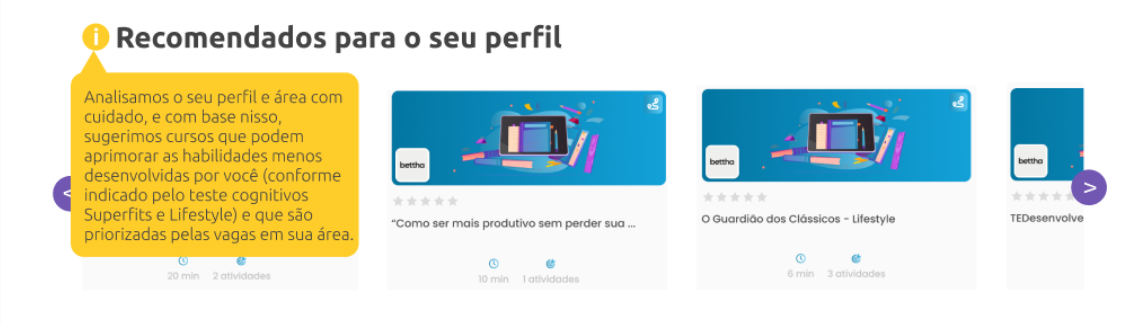 i Recomendados para o seu perfil
Analisamos o seu perfil e área com
cuidado, e com base nisso,
sugerimos cursos que podem
aprimorar as habilidades menos
desenvolvidas por você (conforme
indicado pelo teste cognitivos
Superfits e Lifestyle) e que são
priorizadas pelas vagas em sua área.
20 min 2 atividades
bettha
"Como ser mais produtivo sem perder sua ...
10 min 1 atividades
bettha
O Guardião dos Clássicos - Lifestyle
6 min 3 atividades
bettha
TEDesenvolve